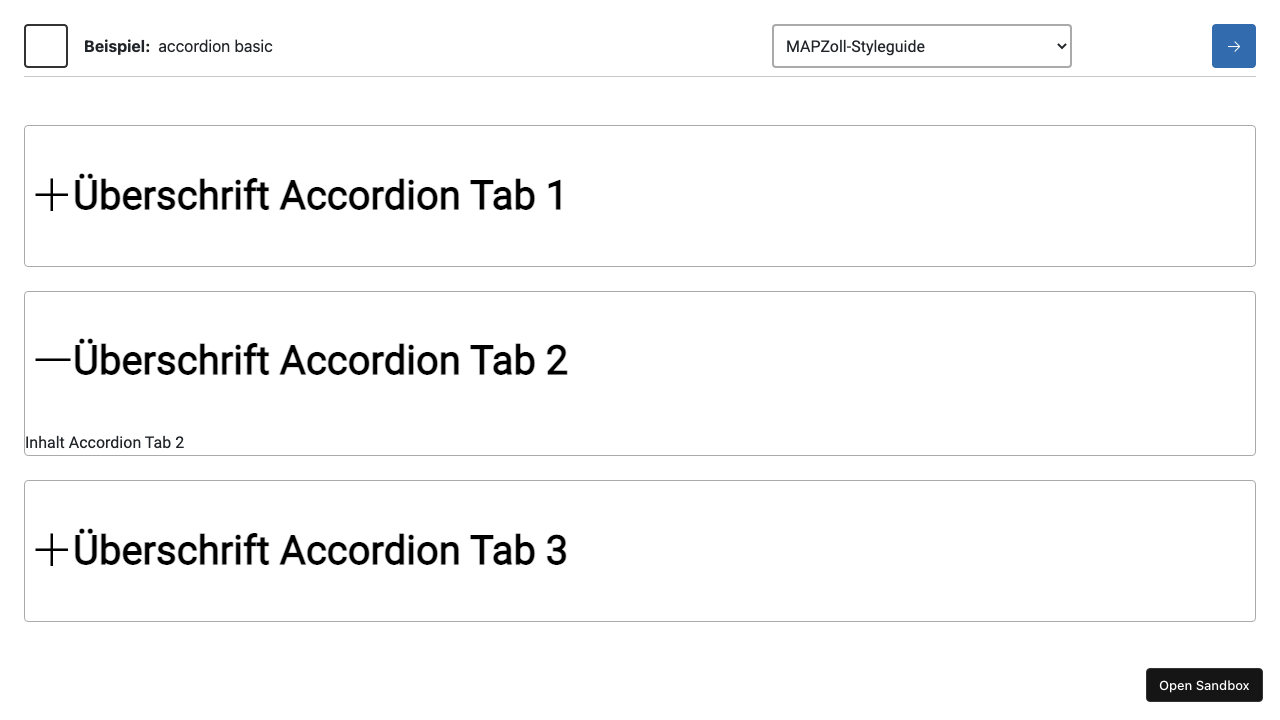 Beispiel: accordion basic
MAPZoll-Styleguide
Überschrift Accordion Tab 1
Überschrift Accordion Tab 2
Inhalt Accordion Tab 2
Überschrift Accordion Tab 3
Open Sandbox